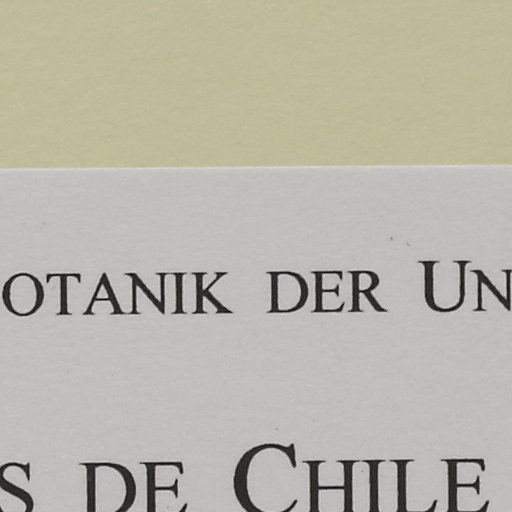 OTANIK DER UN
S DE CHILE